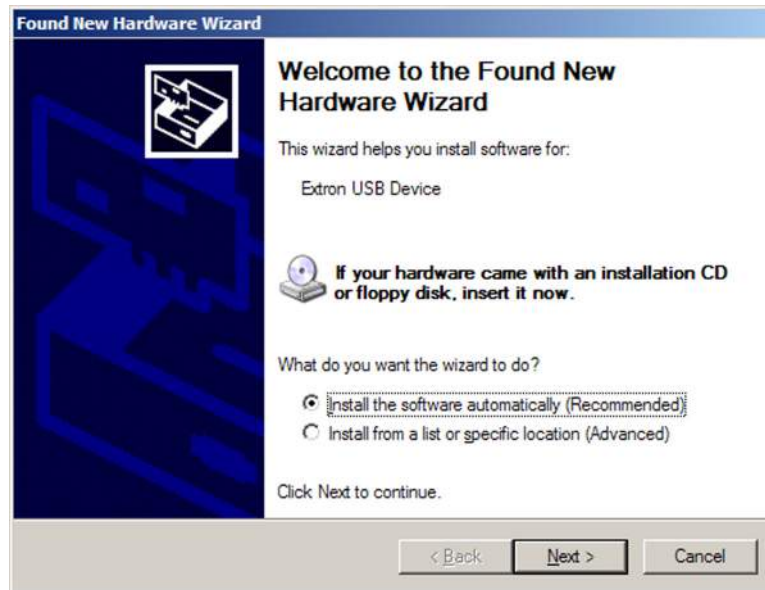 Found New Hardware Wizard
Welcome to the Found New
Hardware Wizard
This wizard helps you install software for:
Extron USB Device
If your hardware came with an installation CD
or floppy disk, insert it now.
What do you want the wizard to do?
Install the software automatically (Recommended)
Install from a list or specific location (Advanced)
Click Next to continue.
< Back
Next >
Cancel